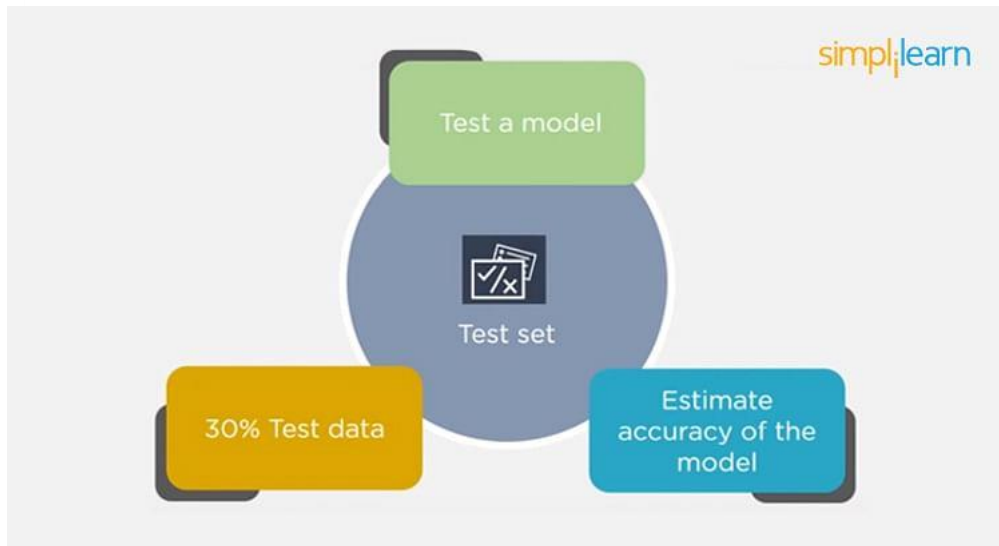 simplilearn
Test a model
Test set
30% Test data
Estimate
accuracy of the
model